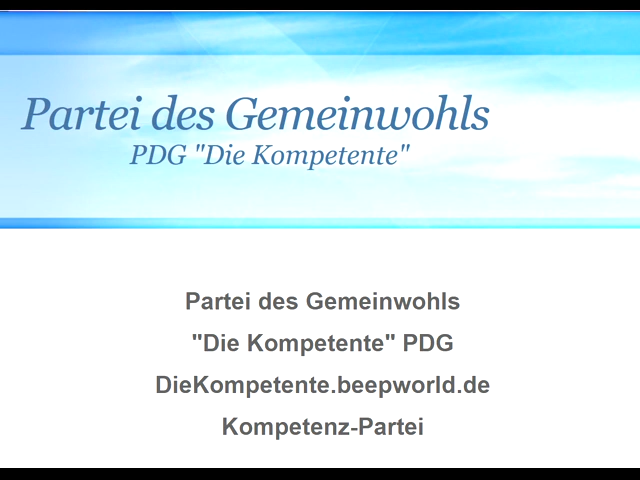 Partei des Gemeinwohls
PDG "Die Kompetente"
Partei des Gemeinwohls
"Die Kompetente" PDG
DieKompetente.beepworld.de
Kompetenz-Partei